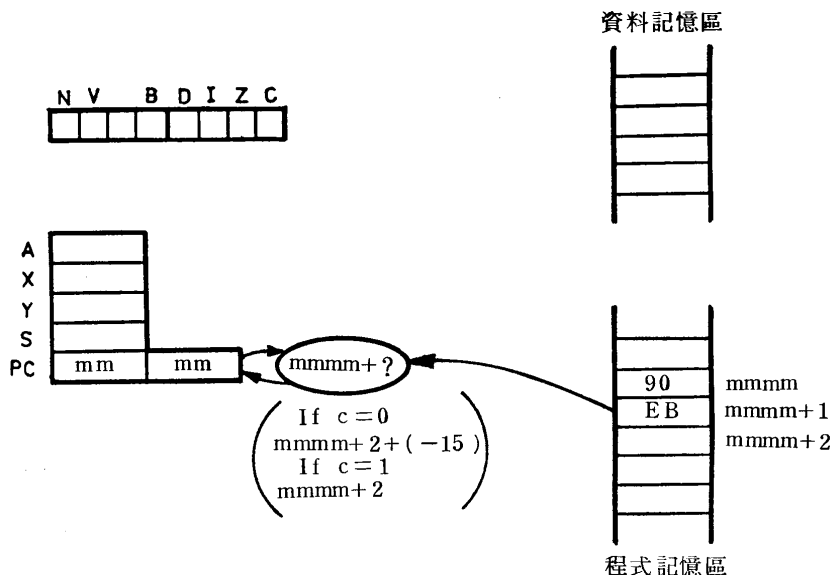 資料記憶區
N V B D I Z C
A
X
Y
S
PC mm mm
mmmm+?
90 mmmm
EB mmmm+1
mmmm+2
If c=0
mmmm+2+(-15)
If c=1
mmmm+2
程式記憶區